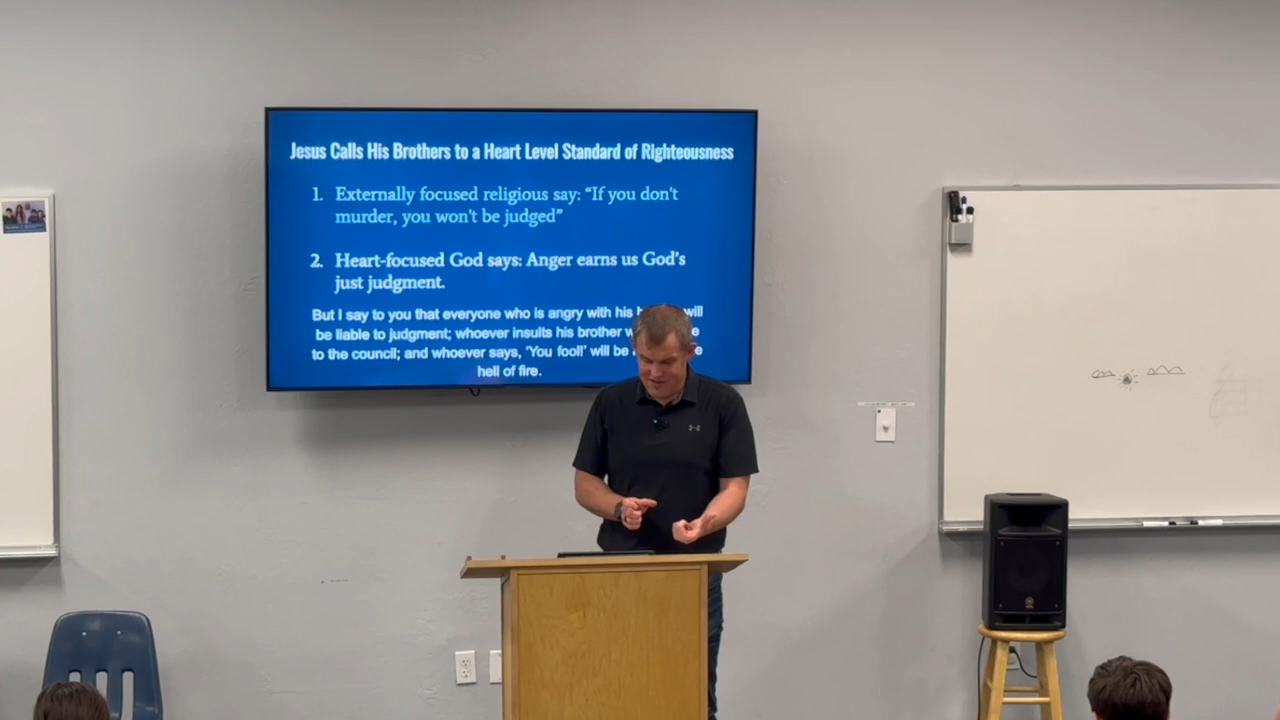 Jesus Calls His Brothers to a Heart Level Standard of Righteousness
1. Externally focused religious say: “If you don't
murder, you won't be judged”
2. Heart-focused God says: Anger earns us God's
just judgment.
But I say to you that everyone who is angry with his will
be liable to judgment; whoever insults his brother
to the council; and whoever says, 'You fool!' will be
hell of fire.